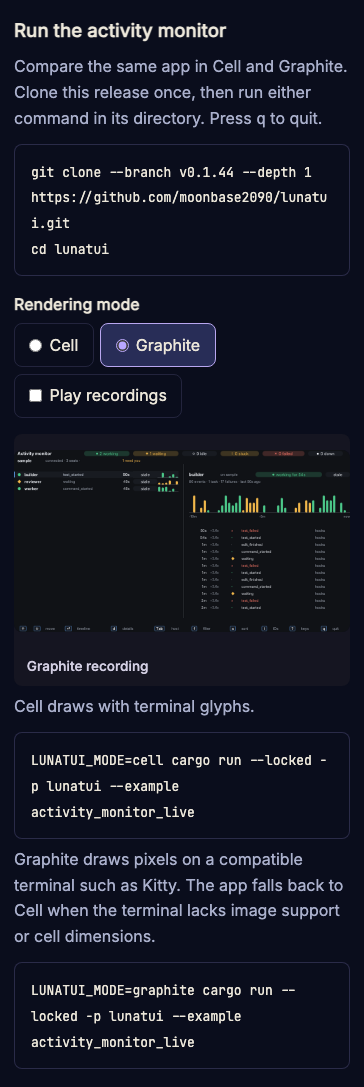 Run the activity monitor
Compare the same app in Cell and Graphite.
Clone this release once, then run either
command in its directory. Press q to quit.
git clone --branch v0.1.44 --depth 1
https://github.com/moonbase2090/lunatu
i.git
cd lunatui
Rendering mode
Cell
Graphite
Play recordings
Activity monitor
sample
builder
reviewer
worker
task_started
waiting
command_started
builder
Graphite recording
Cell draws with terminal glyphs.
LUNATUI_MODE=cell cargo run --locked -
p lunatui --example
activity_monitor_live
Graphite draws pixels on a compatible
terminal such as Kitty. The app falls back to
Cell when the terminal lacks image support
or cell dimensions.
LUNATUI_MODE=graphite cargo run --
locked -p lunatui --example
activity_monitor_live